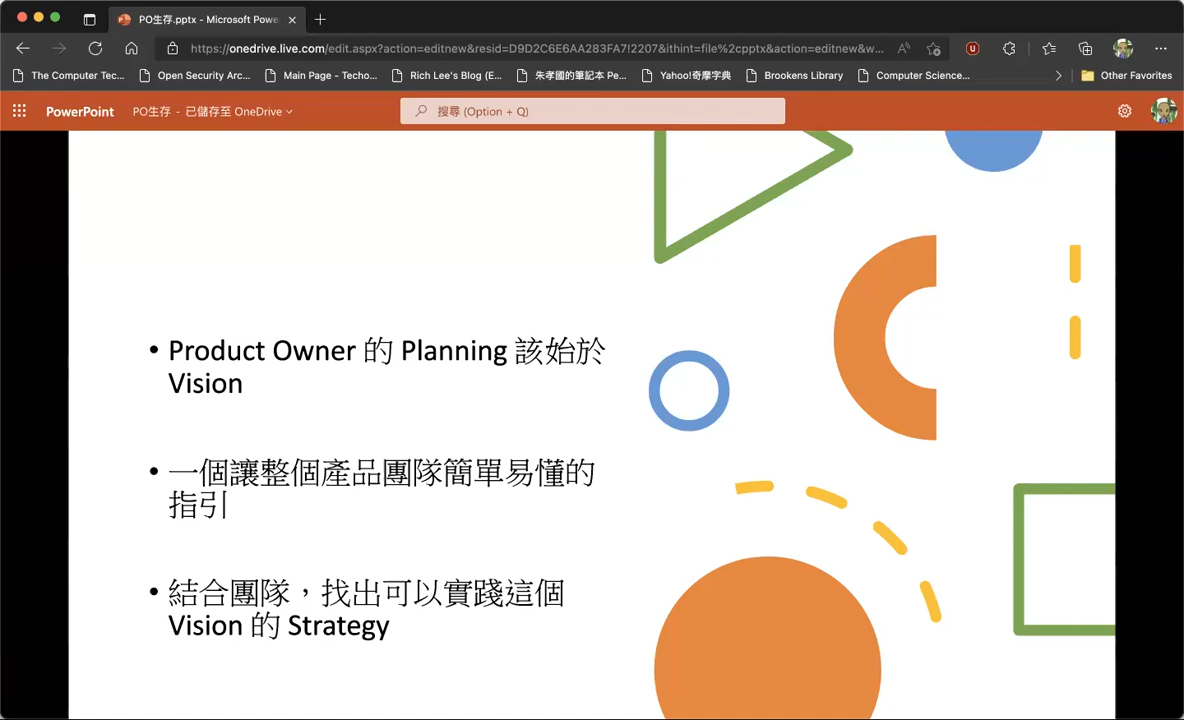 PO生存.pptx - Microsoft Powe
https://onedrive.live.com/edit.aspx?action=editnew&resid=D9D2C6E6AA283FA7!2207&ithint=file%2cpptx&action=editnew&w...
The Computer Tec...
Open Security Arc...
Main Page - Techo...
Rich Lee's Blog (E...
朱孝國的筆記本 Pe...
Yahoo!奇摩字典
Brookens Library
Computer Science...
Other Favorites
PowerPoint
PO生存 - 已儲存至 OneDrive
搜尋 (Option + Q)
• Product Owner 的 Planning 該始於
Vision
• 一個讓整個產品團隊簡單易懂的
指引
• 結合團隊，找出可以實踐這個
Vision 的 Strategy